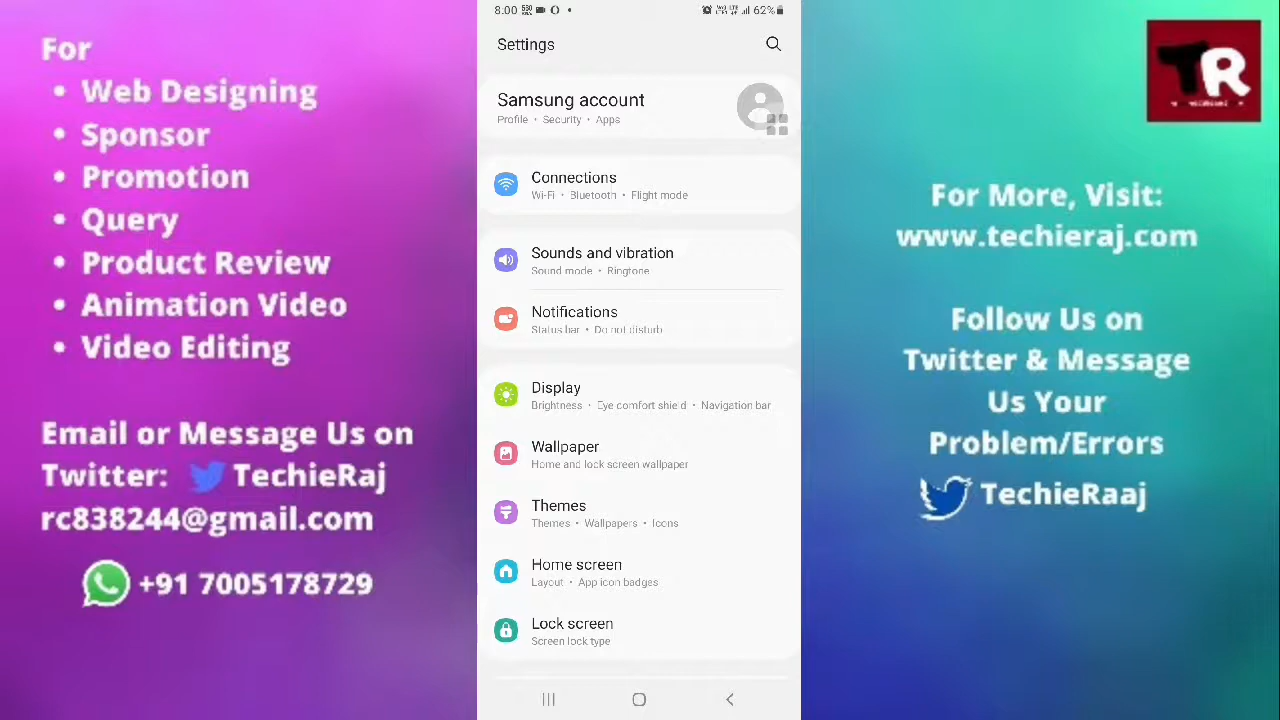 For
• Web Designing
• Sponsor
• Promotion
• Query
• Product Review
• Animation Video
• Video Editing
Email or Message Us on
Twitter: TechieRaj
rc838244@gmail.com
+91 7005178729
8:00
62%
Settings
Samsung account
Profile • Security • Apps
Connections
Wi-Fi • Bluetooth • Flight mode
Sounds and vibration
Sound mode • Ringtone
Notifications
Status bar • Do not disturb
Display
Brightness • Eye comfort shield • Navigation bar
Wallpaper
Home and lock screen wallpaper
Themes
Themes • Wallpapers • Icons
Home screen
Layout • App icon badges
Lock screen
Screen lock type
TR
For More, Visit:
www.techieraj.com
Follow Us on
Twitter & Message
Us Your
Problem/Errors
TechieRaaj